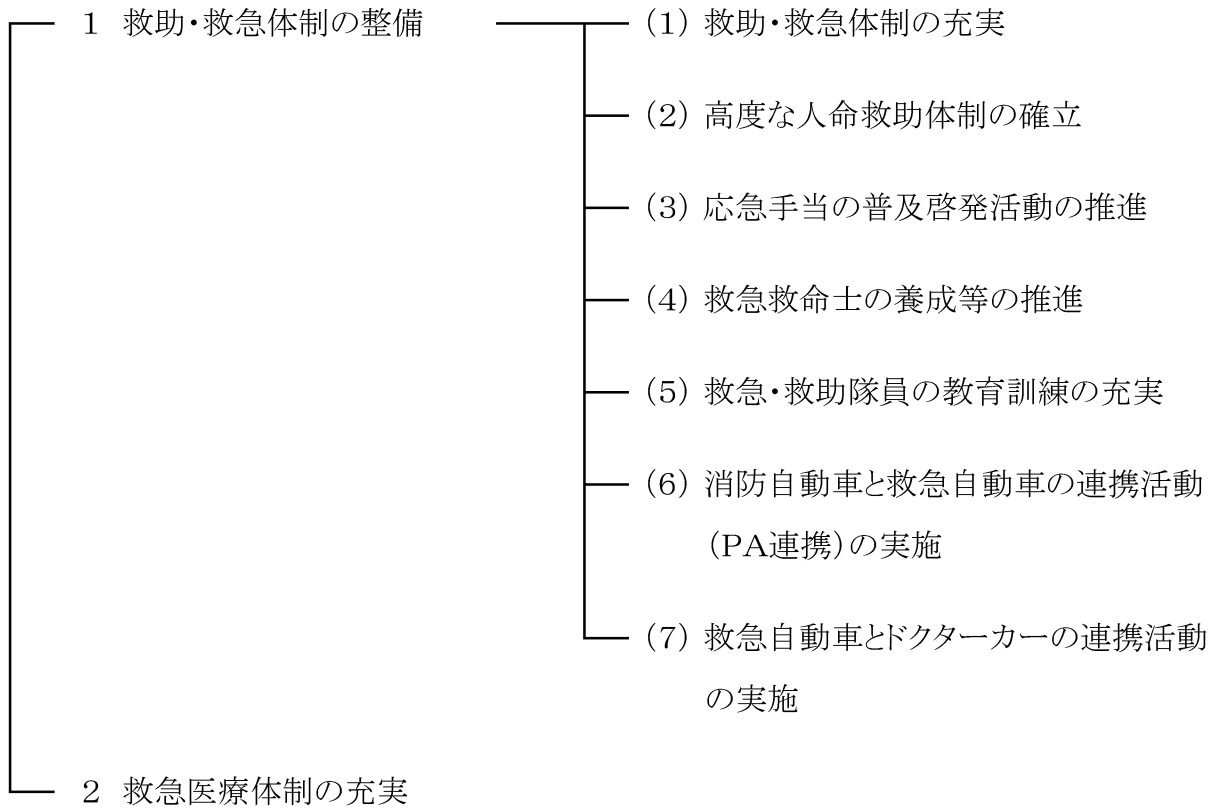 1 救助・救急体制の整備
(1) 救助・救急体制の充実
(2) 高度な人命救助体制の確立
(3) 応急手当の普及啓発活動の推進
(4) 救急救命士の養成等の推進
(5) 救急・救助隊員の教育訓練の充実
(6) 消防自動車と救急自動車の連携活動
(PA連携)の実施
(7) 救急自動車とドクターカーの連携活動
の実施
2 救急医療体制の充実